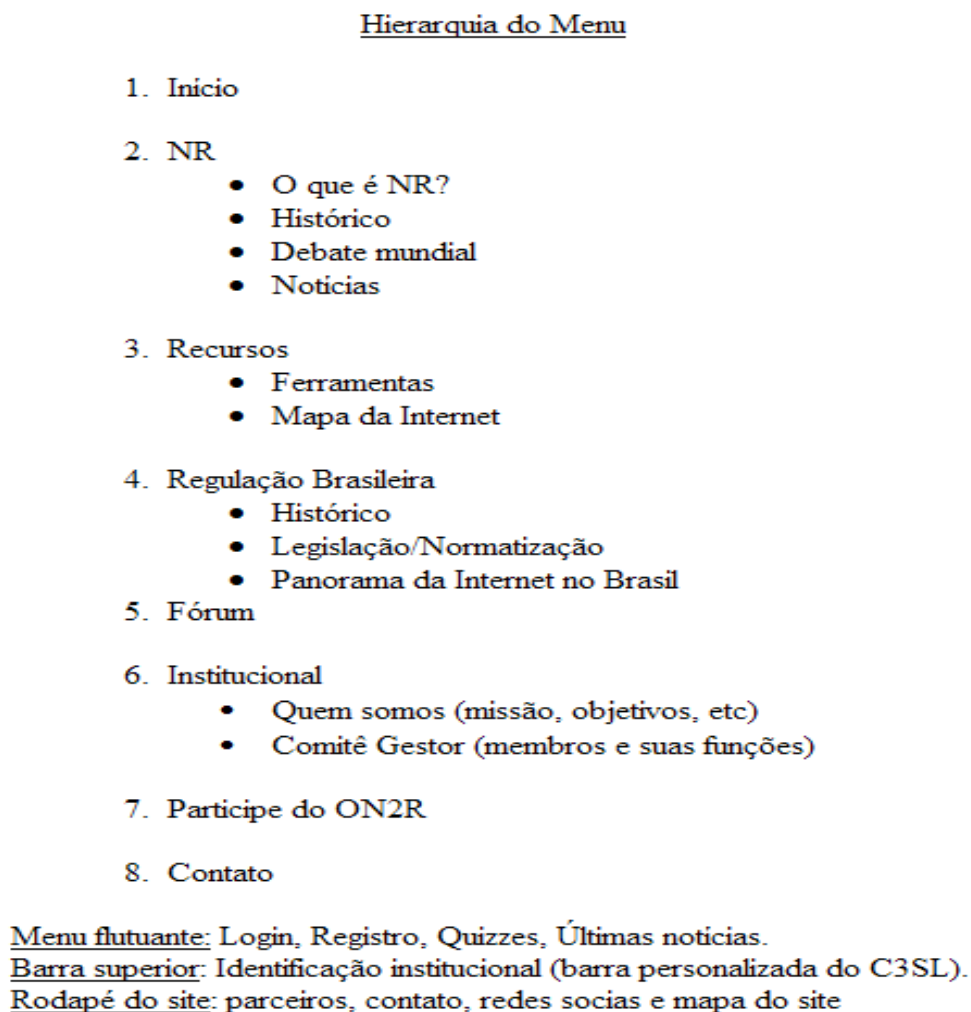 Hierarquia do Menu
1. Início
2. NR
• O que é NR?
• Histórico
• Debate mundial
• Notícias
3. Recursos
• Ferramentas
• Mapa da Internet
4. Regulação Brasileira
• Histórico
• Legislação/Normatização
• Panorama da Internet no Brasil
5. Fórum
6. Institucional
• Quem somos (missão, objetivos, etc)
• Comitê Gestor (membros e suas funções)
7. Participe do ON2R
8. Contato
Menu flutuante: Login, Registro, Quizzes, Últimas notícias.
Barra superior: Identificação institucional (barra personalizada do C3SL).
Rodapé do site: parceiros, contato, redes socias e mapa do site